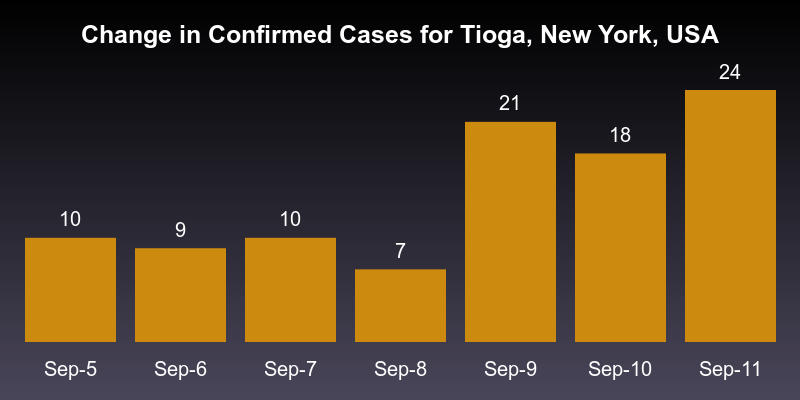 Change in Confirmed Cases for Tioga, New York, USA
10
9
10
7
21
18
24
Sep-5
Sep-6
Sep-7
Sep-8
Sep-9
Sep-10
Sep-11